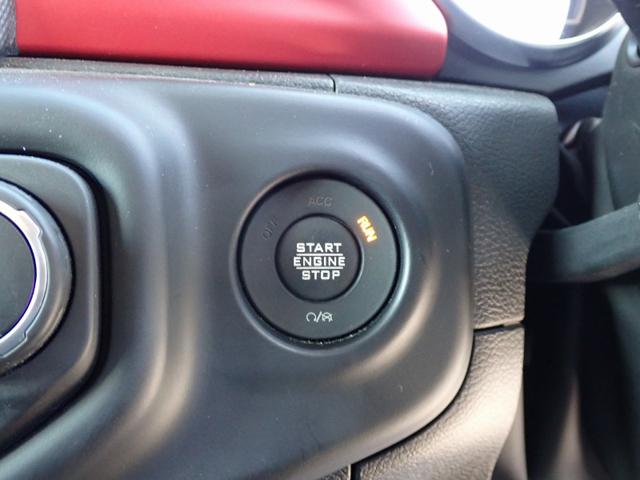 OFF
ACC
RUN
START
ENGINE
STOP